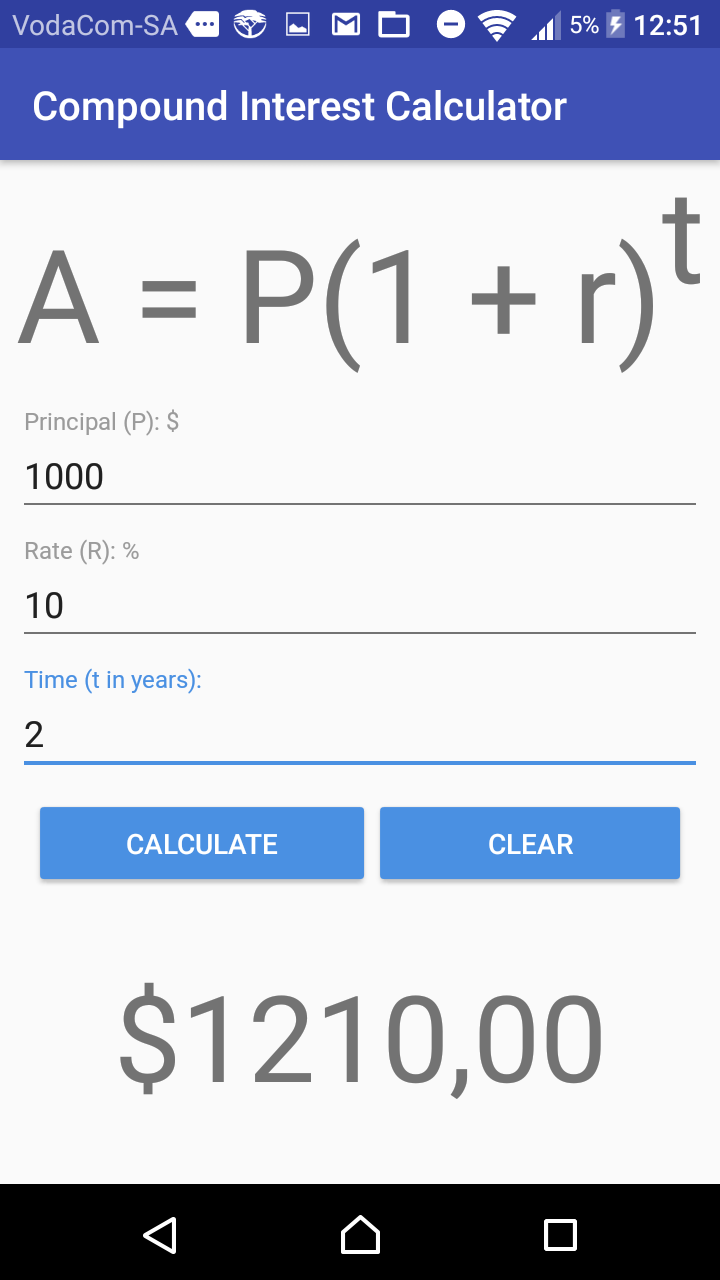 VodaCom-SA 5% 12:51
Compound Interest Calculator
A = P(1 + r)^t
Principal (P): $
1000
Rate (R): %
10
Time (t in years):
2
CALCULATE CLEAR
$1210,00